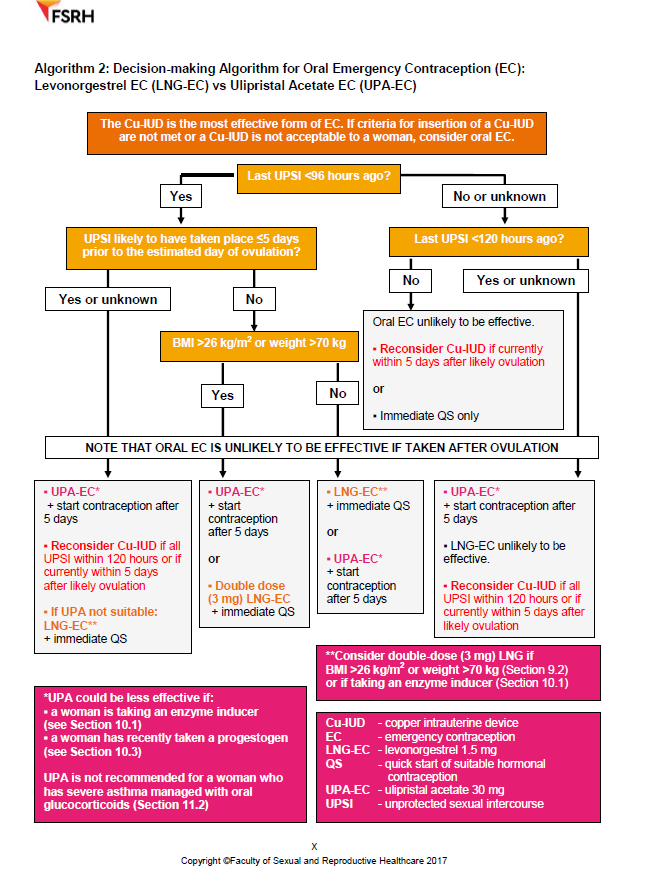 FSRH
Algorithm 2: Decision-making Algorithm for Oral Emergency Contraception (EC):
Levonorgestrel EC (LNG-EC) vs Ulipristal Acetate EC (UPA-EC)
The Cu-IUD is the most effective form of EC. If criteria for insertion of a Cu-IUD
are not met or a Cu-IUD is not acceptable to a woman, consider oral EC.
Last UPSI <96 hours ago?
Yes
No or unknown
UPSI likely to have taken place ≤5 days
prior to the estimated day of ovulation?
Last UPSI <120 hours ago?
Yes or unknown
No
No
Yes or unknown
BMI >26 kg/m² or weight >70 kg
Yes
No
Oral EC unlikely to be effective.
▪ Reconsider Cu-IUD if currently
within 5 days after likely ovulation
or
▪ Immediate QS only
NOTE THAT ORAL EC IS UNLIKELY TO BE EFFECTIVE IF TAKEN AFTER OVULATION
▪ UPA-EC*
+ start contraception after
5 days
▪ Reconsider Cu-IUD if all
UPSI within 120 hours or if
currently within 5 days
after likely ovulation
▪ If UPA not suitable:
LNG-EC**
+ immediate QS
▪ UPA-EC*
+ start
contraception
after 5 days
or
▪ Double dose
(3 mg) LNG-EC
+ immediate QS
▪ LNG-EC**
+ immediate QS
or
▪ UPA-EC*
+ start
contraception
after 5 days
▪ UPA-EC*
+ start contraception after
5 days
▪ LNG-EC unlikely to be
effective.
▪ Reconsider Cu-IUD if all
UPSI within 120 hours or if
currently within 5 days after
likely ovulation
**Consider double-dose (3 mg) LNG if
BMI >26 kg/m² or weight >70 kg (Section 9.2)
or if taking an enzyme inducer (Section 10.1)
*UPA could be less effective if:
▪ a woman is taking an enzyme inducer
(see Section 10.1)
▪ a woman has recently taken a progestogen
(see Section 10.3)
UPA is not recommended for a woman who
has severe asthma managed with oral
glucocorticoids (Section 11.2)
Cu-IUD - copper intrauterine device
EC - emergency contraception
LNG-EC - levonorgestrel 1.5 mg
QS - quick start of suitable hormonal
contraception
UPA-EC - ulipristal acetate 30 mg
UPSI - unprotected sexual intercourse
X
Copyright ©Faculty of Sexual and Reproductive Healthcare 2017